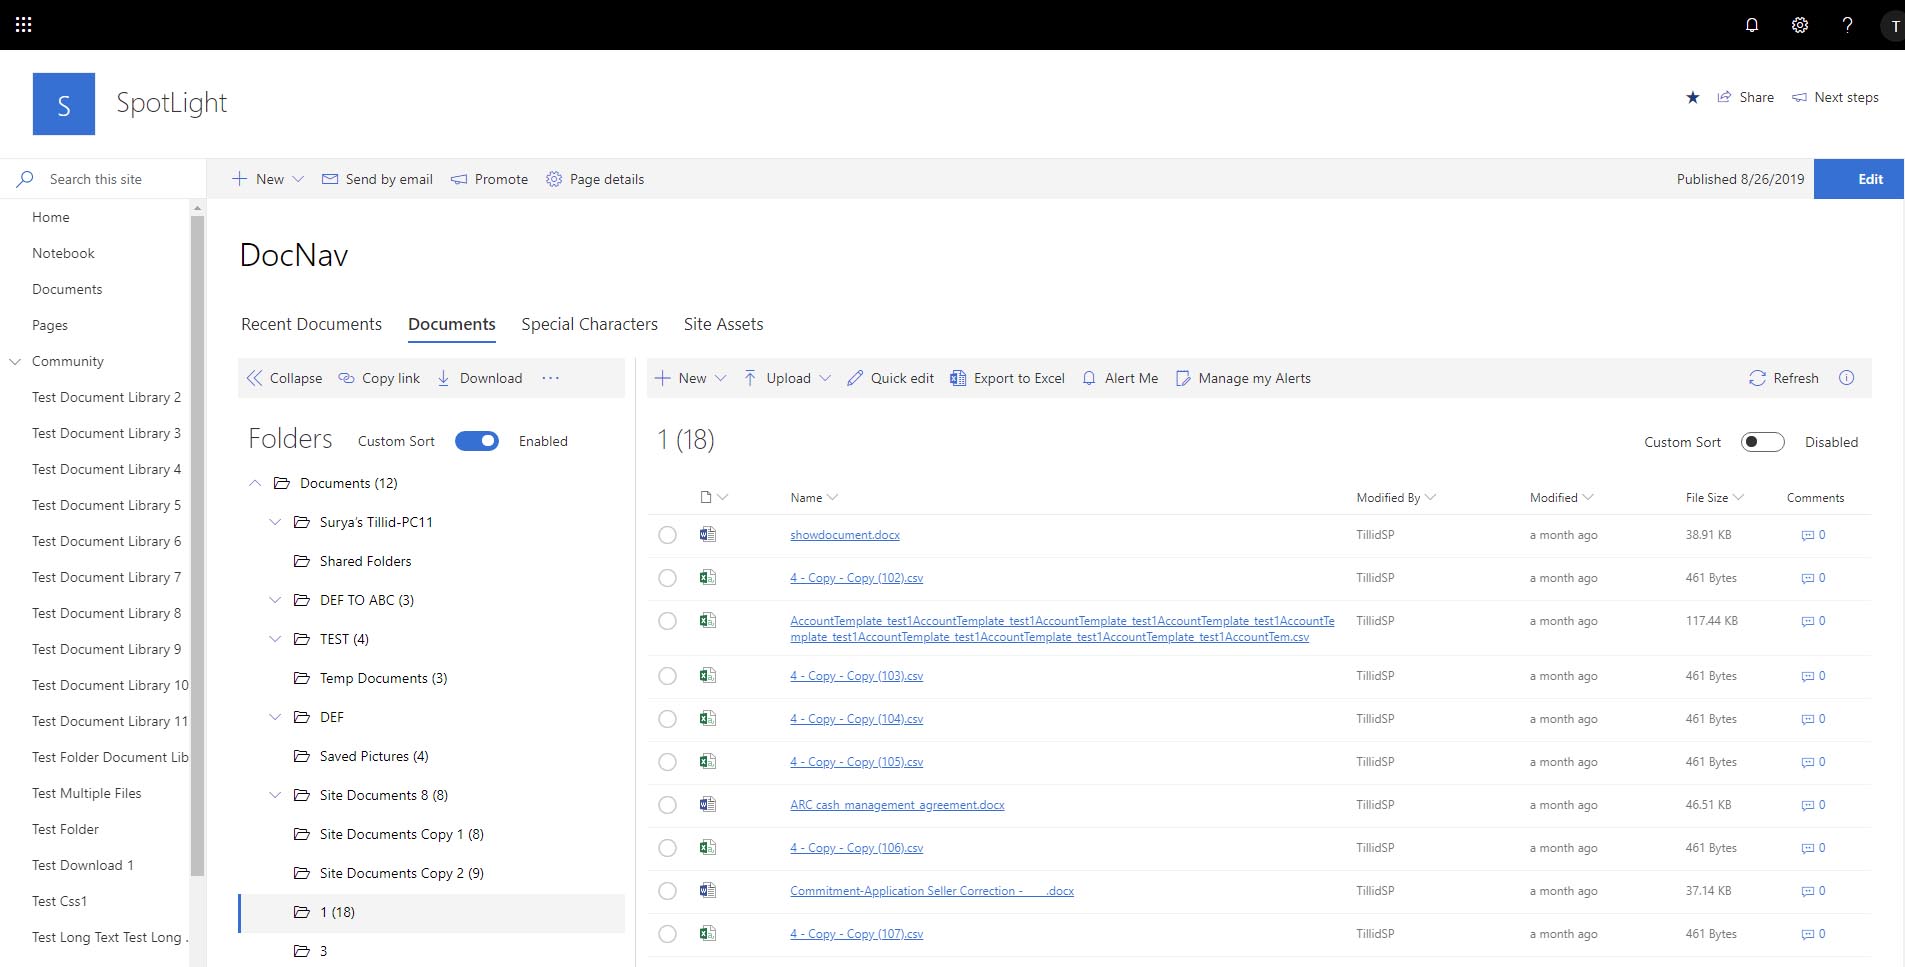 T
S
SpotLight
Share
Next steps
Search this site
New
Send by email
Promote
Page details
Published 8/26/2019
Edit
Home
Notebook
Documents
Pages
Community
Test Document Library 2
Test Document Library 3
Test Document Library 4
Test Document Library 5
Test Document Library 6
Test Document Library 7
Test Document Library 8
Test Document Library 9
Test Document Library 10
Test Document Library 11
Test Folder Document Lib
Test Multiple Files
Test Folder
Test Download 1
Test Css1
Test Long Text Test Long .
DocNav
Recent Documents
Documents
Special Characters
Site Assets
Collapse
Copy link
Download
Folders
Custom Sort
Enabled
Documents (12)
Surya's Tillid-PC11
Shared Folders
DEF TO ABC (3)
TEST (4)
Temp Documents (3)
DEF
Saved Pictures (4)
Site Documents 8 (8)
Site Documents Copy 1 (8)
Site Documents Copy 2 (9)
1 (18)
3
New
Upload
Quick edit
Export to Excel
Alert Me
Manage my Alerts
Refresh
1 (18)
Custom Sort
Disabled
Name Modified By Modified File Size Comments
showdocument.docx TillidSP a month ago 38.91 KB 0
4 - Copy - Copy (102).csv TillidSP a month ago 461 Bytes 0
AccountTemplate_test1AccountTemplate_test1AccountTemplate_test1AccountTemplate_test1AccountTe TillidSP a month ago 117.44 KB 0
mplate_test1AccountTemplate_test1AccountTemplate_test1AccountTemplate_test1AccountTem.csv
4 - Copy - Copy (103).csv TillidSP a month ago 461 Bytes 0
4 - Copy - Copy (104).csv TillidSP a month ago 461 Bytes 0
4 - Copy - Copy (105).csv TillidSP a month ago 461 Bytes 0
ARC cash management agreement.docx TillidSP a month ago 46.51 KB 0
4 - Copy - Copy (106).csv TillidSP a month ago 461 Bytes 0
Commitment-Application Seller Correction - ___.docx TillidSP a month ago 37.14 KB 0
4 - Copy - Copy (107).csv TillidSP a month ago 461 Bytes 0